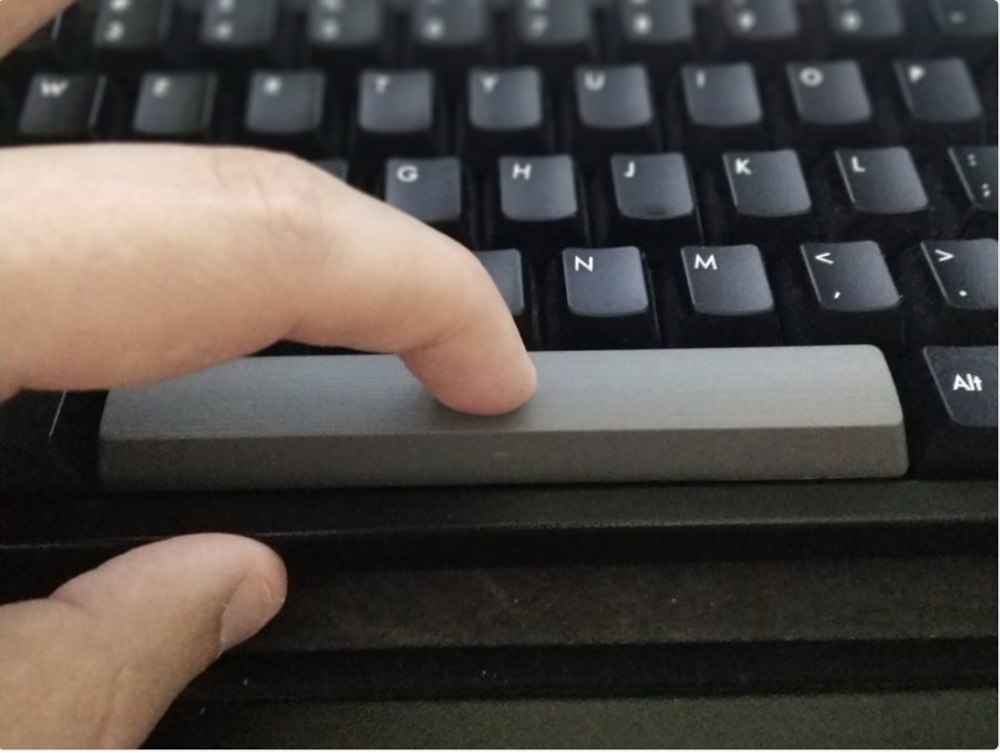 W E R T Y U I O P
G H J K L : ;
N M < , > .
Alt